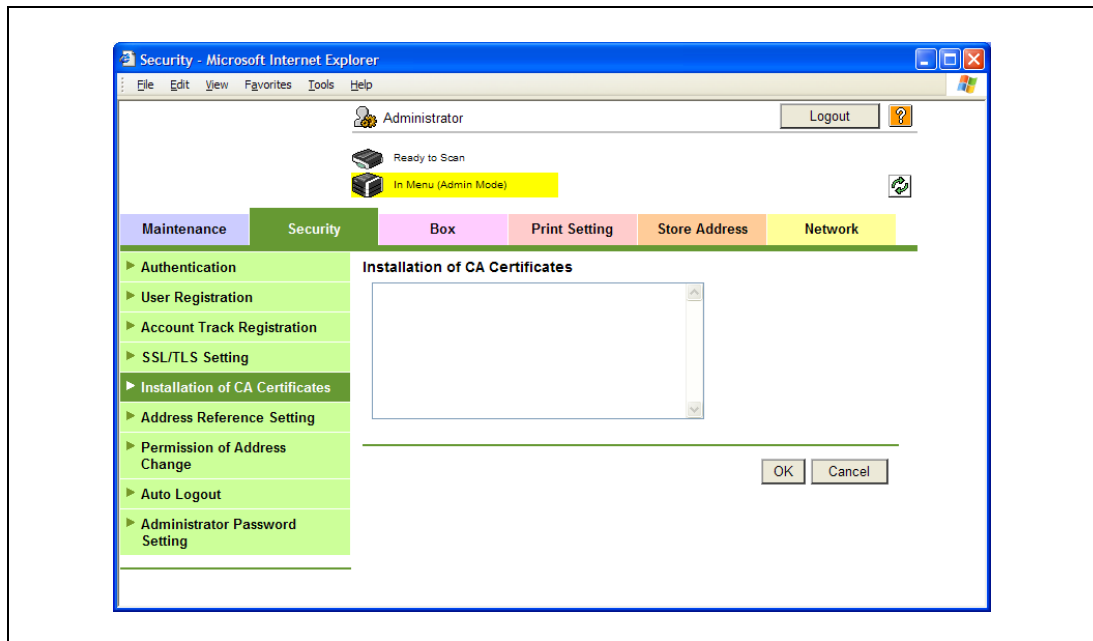 Security - Microsoft Internet Explorer
File Edit View Favorites Tools Help
Administrator
Logout
Ready to Scan
In Menu (Admin Mode)
Maintenance Security Box Print Setting Store Address Network
Authentication
User Registration
Account Track Registration
SSL/TLS Setting
Installation of CA Certificates
Address Reference Setting
Permission of Address
Change
Auto Logout
Administrator Password
Setting
Installation of CA Certificates
OK Cancel